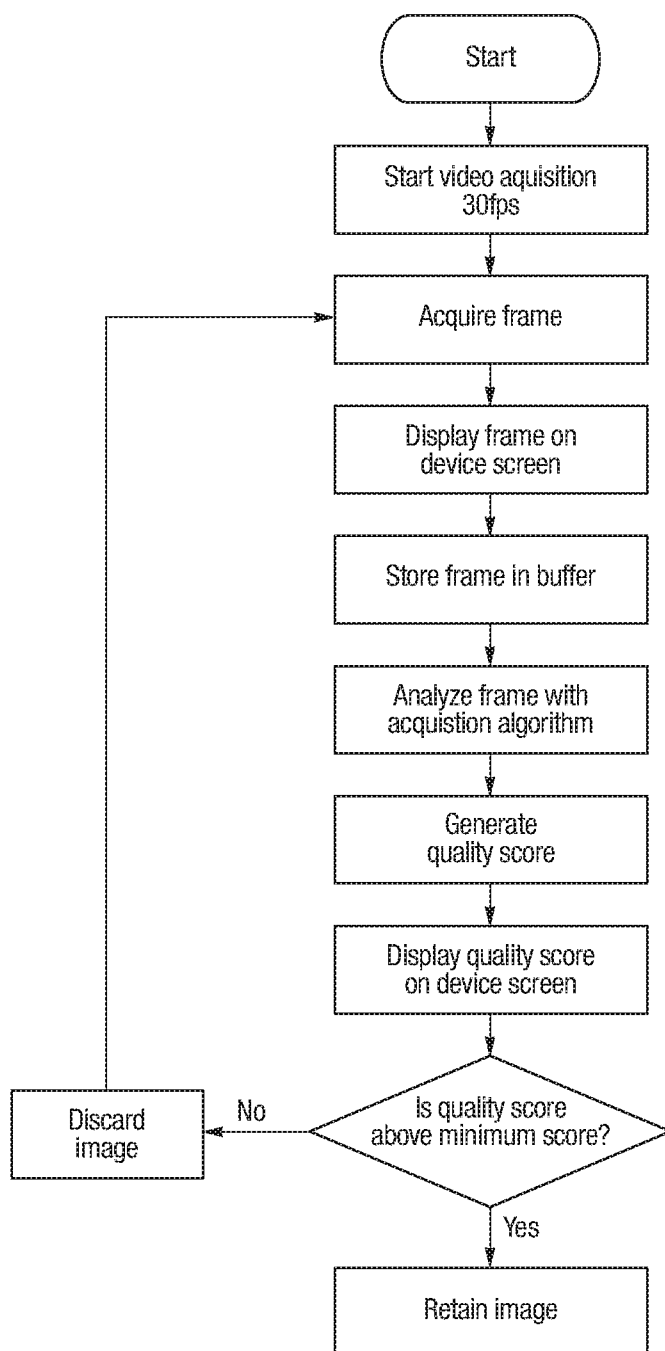 Start
Start video aquisition
30fps
Acquire frame
Display frame on
device screen
Store frame in buffer
Analyze frame with
acquistion algorithm
Generate
quality score
Display quality score
on device screen
Is quality score
above minimum score?
No
Discard
image
Yes
Retain image